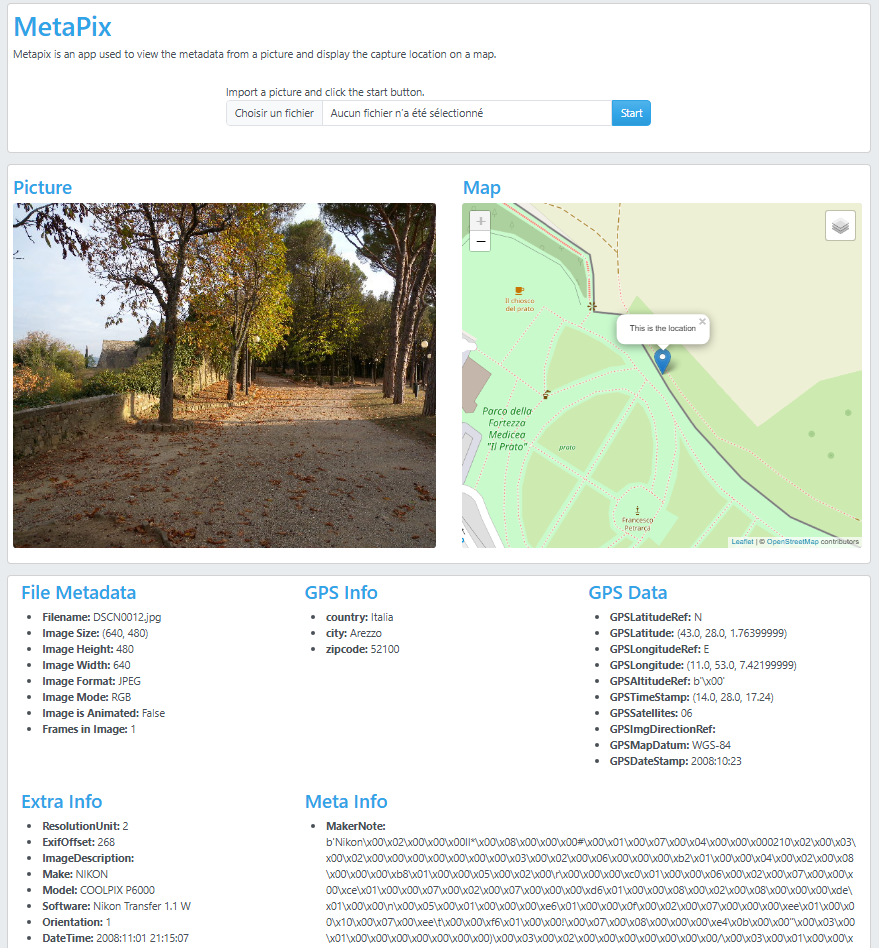 MetaPix
Metapix is an app used to view the metadata from a picture and display the capture location on a map.
Import a picture and click the start button.
Choisir un fichier Aucun fichier n'a été sélectionné Start
Picture
Map
+
−
Il chiosco
del prato
This is the location ×
Parco della
Fortezza
Medicea
"Il Prato"
prato
Francesco
Petrarca
Leaflet | © OpenStreetMap contributors
File Metadata
Filename: DSCN0012.jpg
Image Size: (640, 480)
Image Height: 480
Image Width: 640
Image Format: JPEG
Image Mode: RGB
Image is Animated: False
Frames in Image: 1
GPS Info
country: Italia
city: Arezzo
zipcode: 52100
GPS Data
GPSLatitudeRef: N
GPSLatitude: (43.0, 28.0, 1.76399999)
GPSLongitudeRef: E
GPSLongitude: (11.0, 53.0, 7.42199999)
GPSAltitudeRef: b'\x00'
GPSTimeStamp: (14.0, 28.0, 17.24)
GPSSatellites: 06
GPSImgDirectionRef:
GPSMapDatum: WGS-84
GPSDateStamp: 2008:10:23
Extra Info
ResolutionUnit: 2
ExifOffset: 268
ImageDescription:
Make: NIKON
Model: COOLPIX P6000
Software: Nikon Transfer 1.1 W
Orientation: 1
DateTime: 2008:11:01 21:15:07
Meta Info
MakerNote:
b'Nikon\x00\x02\x00\x00\x00II*\x00\x08\x00\x00\x00#\x00\x01\x00\x07\x00\x04\x00\x00\x000210\x02\x00\x03\
x00\x02\x00\x00\x00\x00\x00\x00\x00\x03\x00\x02\x00\x06\x00\x00\x00\xb2\x01\x00\x00\x04\x00\x02\x00\x08
\x00\x00\x00\xb8\x01\x00\x00\x05\x00\x02\x00\r\x00\x00\x00\xc0\x01\x00\x00\x06\x00\x02\x00\x07\x00\x00\x
00\xce\x01\x00\x00\x07\x00\x02\x00\x07\x00\x00\x00\xd6\x01\x00\x00\x08\x00\x02\x00\x08\x00\x00\x00\xde\
x01\x00\x00\n\x00\x05\x00\x01\x00\x00\x00\xe6\x01\x00\x00\x0f\x00\x02\x00\x07\x00\x00\x00\xee\x01\x00\x0
0\x10\x00\x07\x00\xee\t\x00\x00\xf6\x01\x00\x00!\x00\x07\x00\x08\x00\x00\x00\xe4\x0b\x00\x00"\x00\x03\x00
\x01\x00\x00\x00\x00\x00\x00\x00)\x00\x03\x00\x02\x00\x00\x00\x00\x00\x00\x00/\x00\x03\x00\x01\x00\x00\x